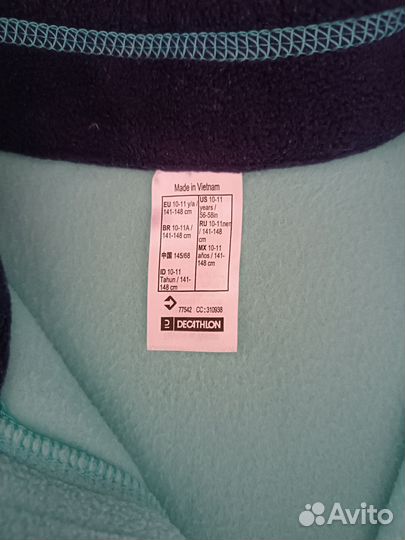 Made in Vietnam
EU 10-11 y/a
141-148 cm
BR 10-11A /
141-148 cm
中国 145/68
ID 10-11
Tahun / 141-
148 cm
US 10-11
years /
56-58in
RU 10-11лет
/ 141-148
cm
MX 10-11
años / 141-
148 cm
77542 CC:310938
DECATHLON
Avito